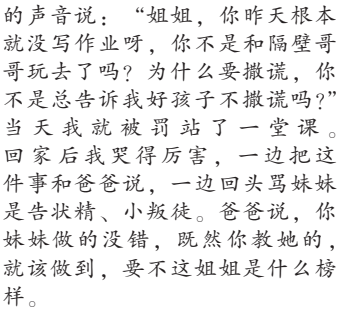 的声音说：“姐姐，你昨天根本
就没写作业呀，你不是和隔壁哥
哥玩去了吗？为什么要撒谎，你
不是总告诉我好孩子不撒谎吗？”
当天我就被罚站了一堂课。
回家后我哭得厉害，一边把这
件事和爸爸说，一边回头骂妹妹
是告状精、小叛徒。爸爸说，你
妹妹做的没错，既然你教她的，
就该做到，要不这姐姐是什么榜
样。